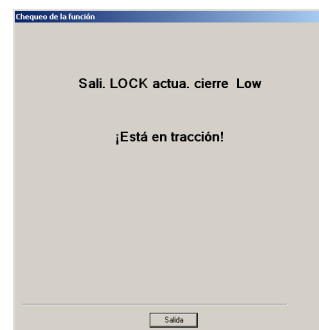 Chequeo de la función
Sali. LOCK actua. cierre Low
¡Está en tracción!
Salida